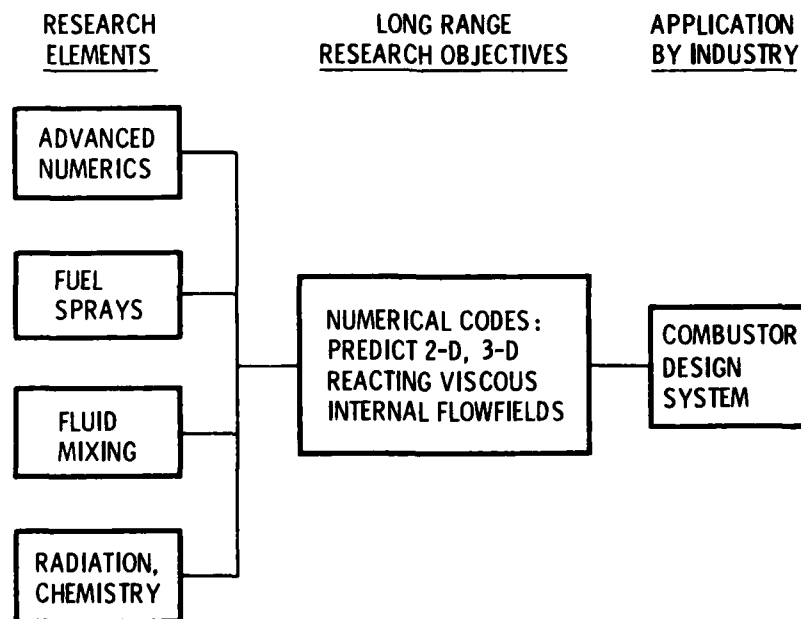 RESEARCH
ELEMENTS
LONG RANGE
RESEARCH OBJECTIVES
APPLICATION
BY INDUSTRY
ADVANCED
NUMERICS
FUEL
SPRAYS
FLUID
MIXING
RADIATION,
CHEMISTRY
NUMERICAL CODES:
PREDICT 2-D, 3-D
REACTING VISCOUS
INTERNAL FLOWFIELDS
COMBUSTOR
DESIGN
SYSTEM